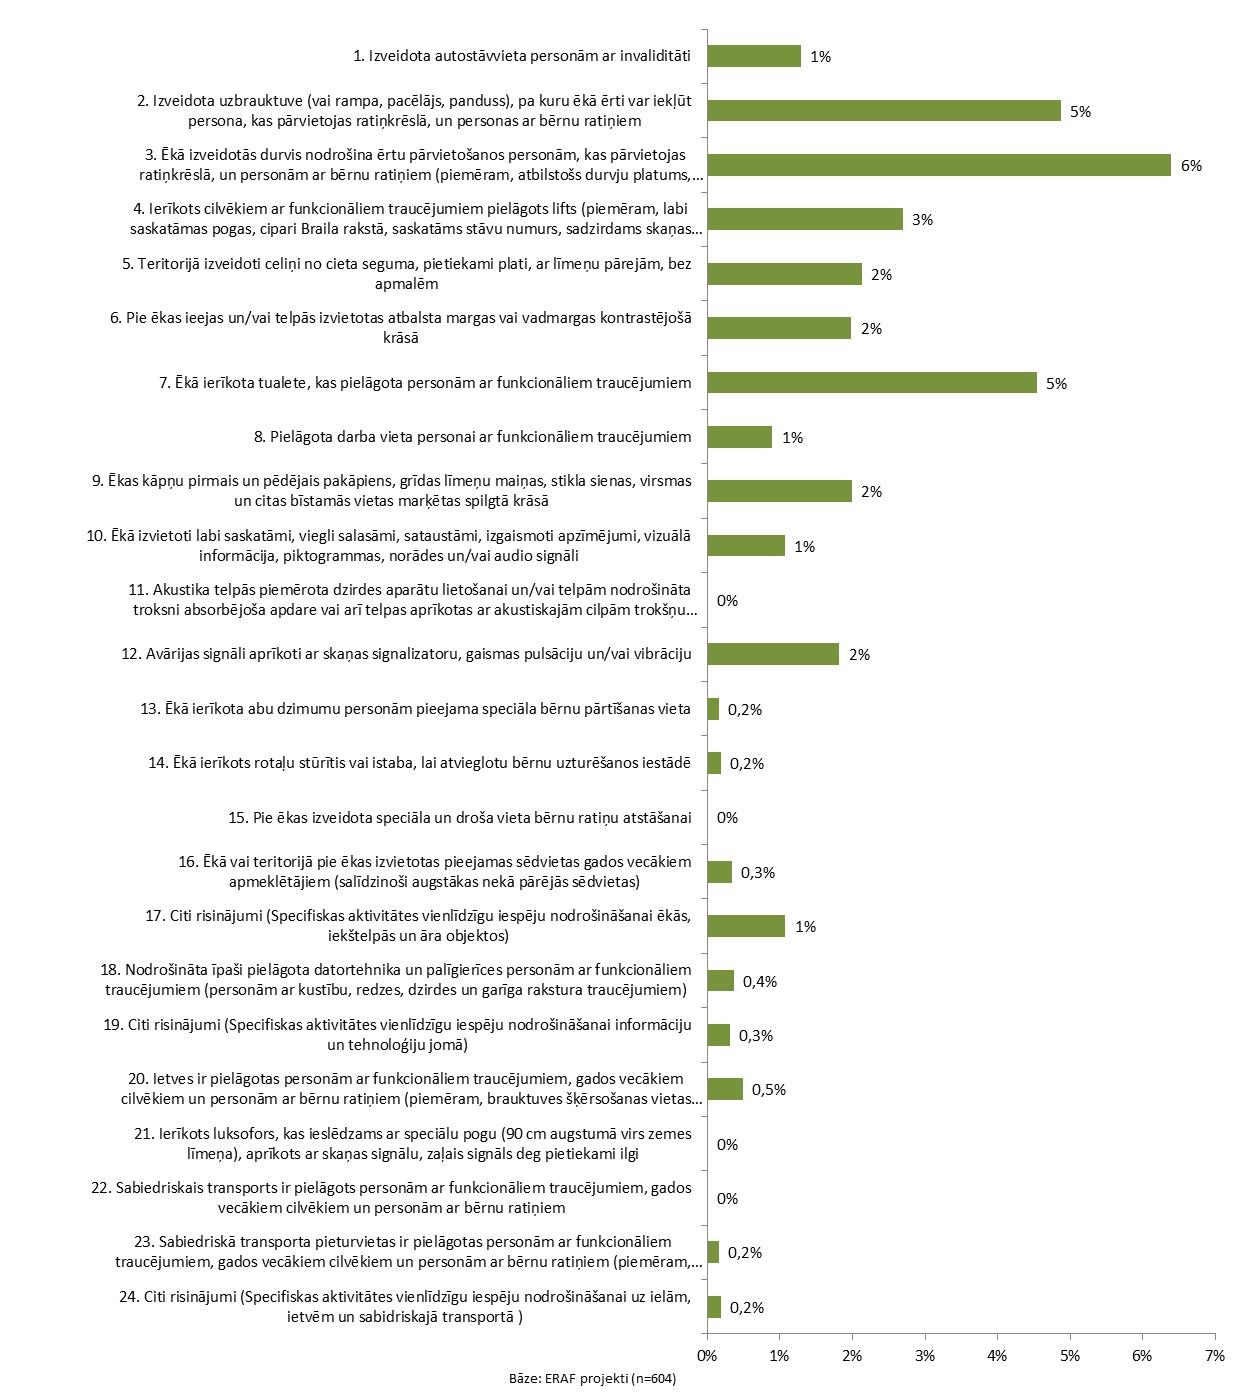 1. Izveidota autostāvvieta personām ar invaliditāti
1%
2. Izveidota uzbrauktuve (vai rampa, pacēlājs, panduss), pa kuru ēkā ērti var iekļūt
persona, kas pārvietojas ratiņkrēslā, un personas ar bērnu ratiņiem
5%
3. Ēkā izveidotās durvis nodrošina ērtu pārvietošanos personām, kas pārvietojas
ratiņkrēslā, un personām ar bērnu ratiņiem (piemēram, atbilstošs durvju platums,...
6%
4. Ierīkots cilvēkiem ar funkcionāliem traucējumiem pielāgots lifts (piemēram, labi
saskatāmas pogas, cipari Braila rakstā, saskatāms stāvu numurs, sadzirdams skaņas...
3%
5. Teritorijā izveidoti celiņi no cieta seguma, pietiekami plati, ar līmeņu pārejām, bez
apmalēm
2%
6. Pie ēkas ieejas un/vai telpās izvietotas atbalsta margas vai vadmargas kontrastējošā
krāsā
2%
7. Ēkā ierīkota tualete, kas pielāgota personām ar funkcionāliem traucējumiem
5%
8. Pielāgota darba vieta personai ar funkcionāliem traucējumiem
1%
9. Ēkas kāpņu pirmais un pēdējais pakāpiens, grīdas līmeņu maiņas, stikla sienas, virsmas
un citas bīstamās vietas marķētas spilgtā krāsā
2%
10. Ēkā izvietoti labi saskatāmi, viegli salasāmi, sataustāmi, izgaismoti apzīmējumi, vizuālā
informācija, piktogrammas, norādes un/vai audio signāli
1%
11. Akustika telpās piemērota dzirdes aparātu lietošanai un/vai telpām nodrošināta
troksni absorbējoša apdare vai arī telpas aprīkotas ar akustiskajām cilpām trokšņu...
0%
12. Avārijas signāli aprīkoti ar skaņas signalizatoru, gaismas pulsāciju un/vai vibrāciju
2%
13. Ēkā ierīkota abu dzimumu personām pieejama speciāla bērnu pārtīšanas vieta
0,2%
14. Ēkā ierīkots rotaļu stūrītis vai istaba, lai atvieglotu bērnu uzturēšanos iestādē
0,2%
15. Pie ēkas izveidota speciāla un droša vieta bērnu ratiņu atstāšanai
0%
16. Ēkā vai teritorijā pie ēkas izvietotas pieejamas sēdvietas gados vecākiem
apmeklētājiem (salīdzinoši augstākas nekā pārējās sēdvietas)
0,3%
17. Citi risinājumi (Specifiskas aktivitātes vienlīdzīgu iespēju nodrošināšanai ēkās,
iekštelpās un āra objektos)
1%
18. Nodrošināta īpaši pielāgota datortehnika un palīgierīces personām ar funkcionāliem
traucējumiem (personām ar kustību, redzes, dzirdes un garīga rakstura traucējumiem)
0,4%
19. Citi risinājumi (Specifiskas aktivitātes vienlīdzīgu iespēju nodrošināšanai informāciju
un tehnoloģiju jomā)
0,3%
20. Ietves ir pielāgotas personām ar funkcionāliem traucējumiem, gados vecākiem
cilvēkiem un personām ar bērnu ratiņiem (piemēram, brauktuves šķērsošanas vietas...
0,5%
21. Ierīkots luksofors, kas ieslēdzams ar speciālu pogu (90 cm augstumā virs zemes
līmeņa), aprīkots ar skaņas signālu, zaļais signāls deg pietiekami ilgi
0%
22. Sabiedriskais transports ir pielāgots personām ar funkcionāliem traucējumiem, gados
vecākiem cilvēkiem un personām ar bērnu ratiņiem
0%
23. Sabiedriskā transporta pieturvietas ir pielāgotas personām ar funkcionāliem
traucējumiem, gados vecākiem cilvēkiem un personām ar bērnu ratiņiem (piemēram,...
0,2%
24. Citi risinājumi (Specifiskas aktivitātes vienlīdzīgu iespēju nodrošināšanai uz ielām,
ietvēm un sabidriskajā transportā )
0,2%
0% 1% 2% 3% 4% 5% 6% 7%
Bāze: ERAF projekti (n=604)